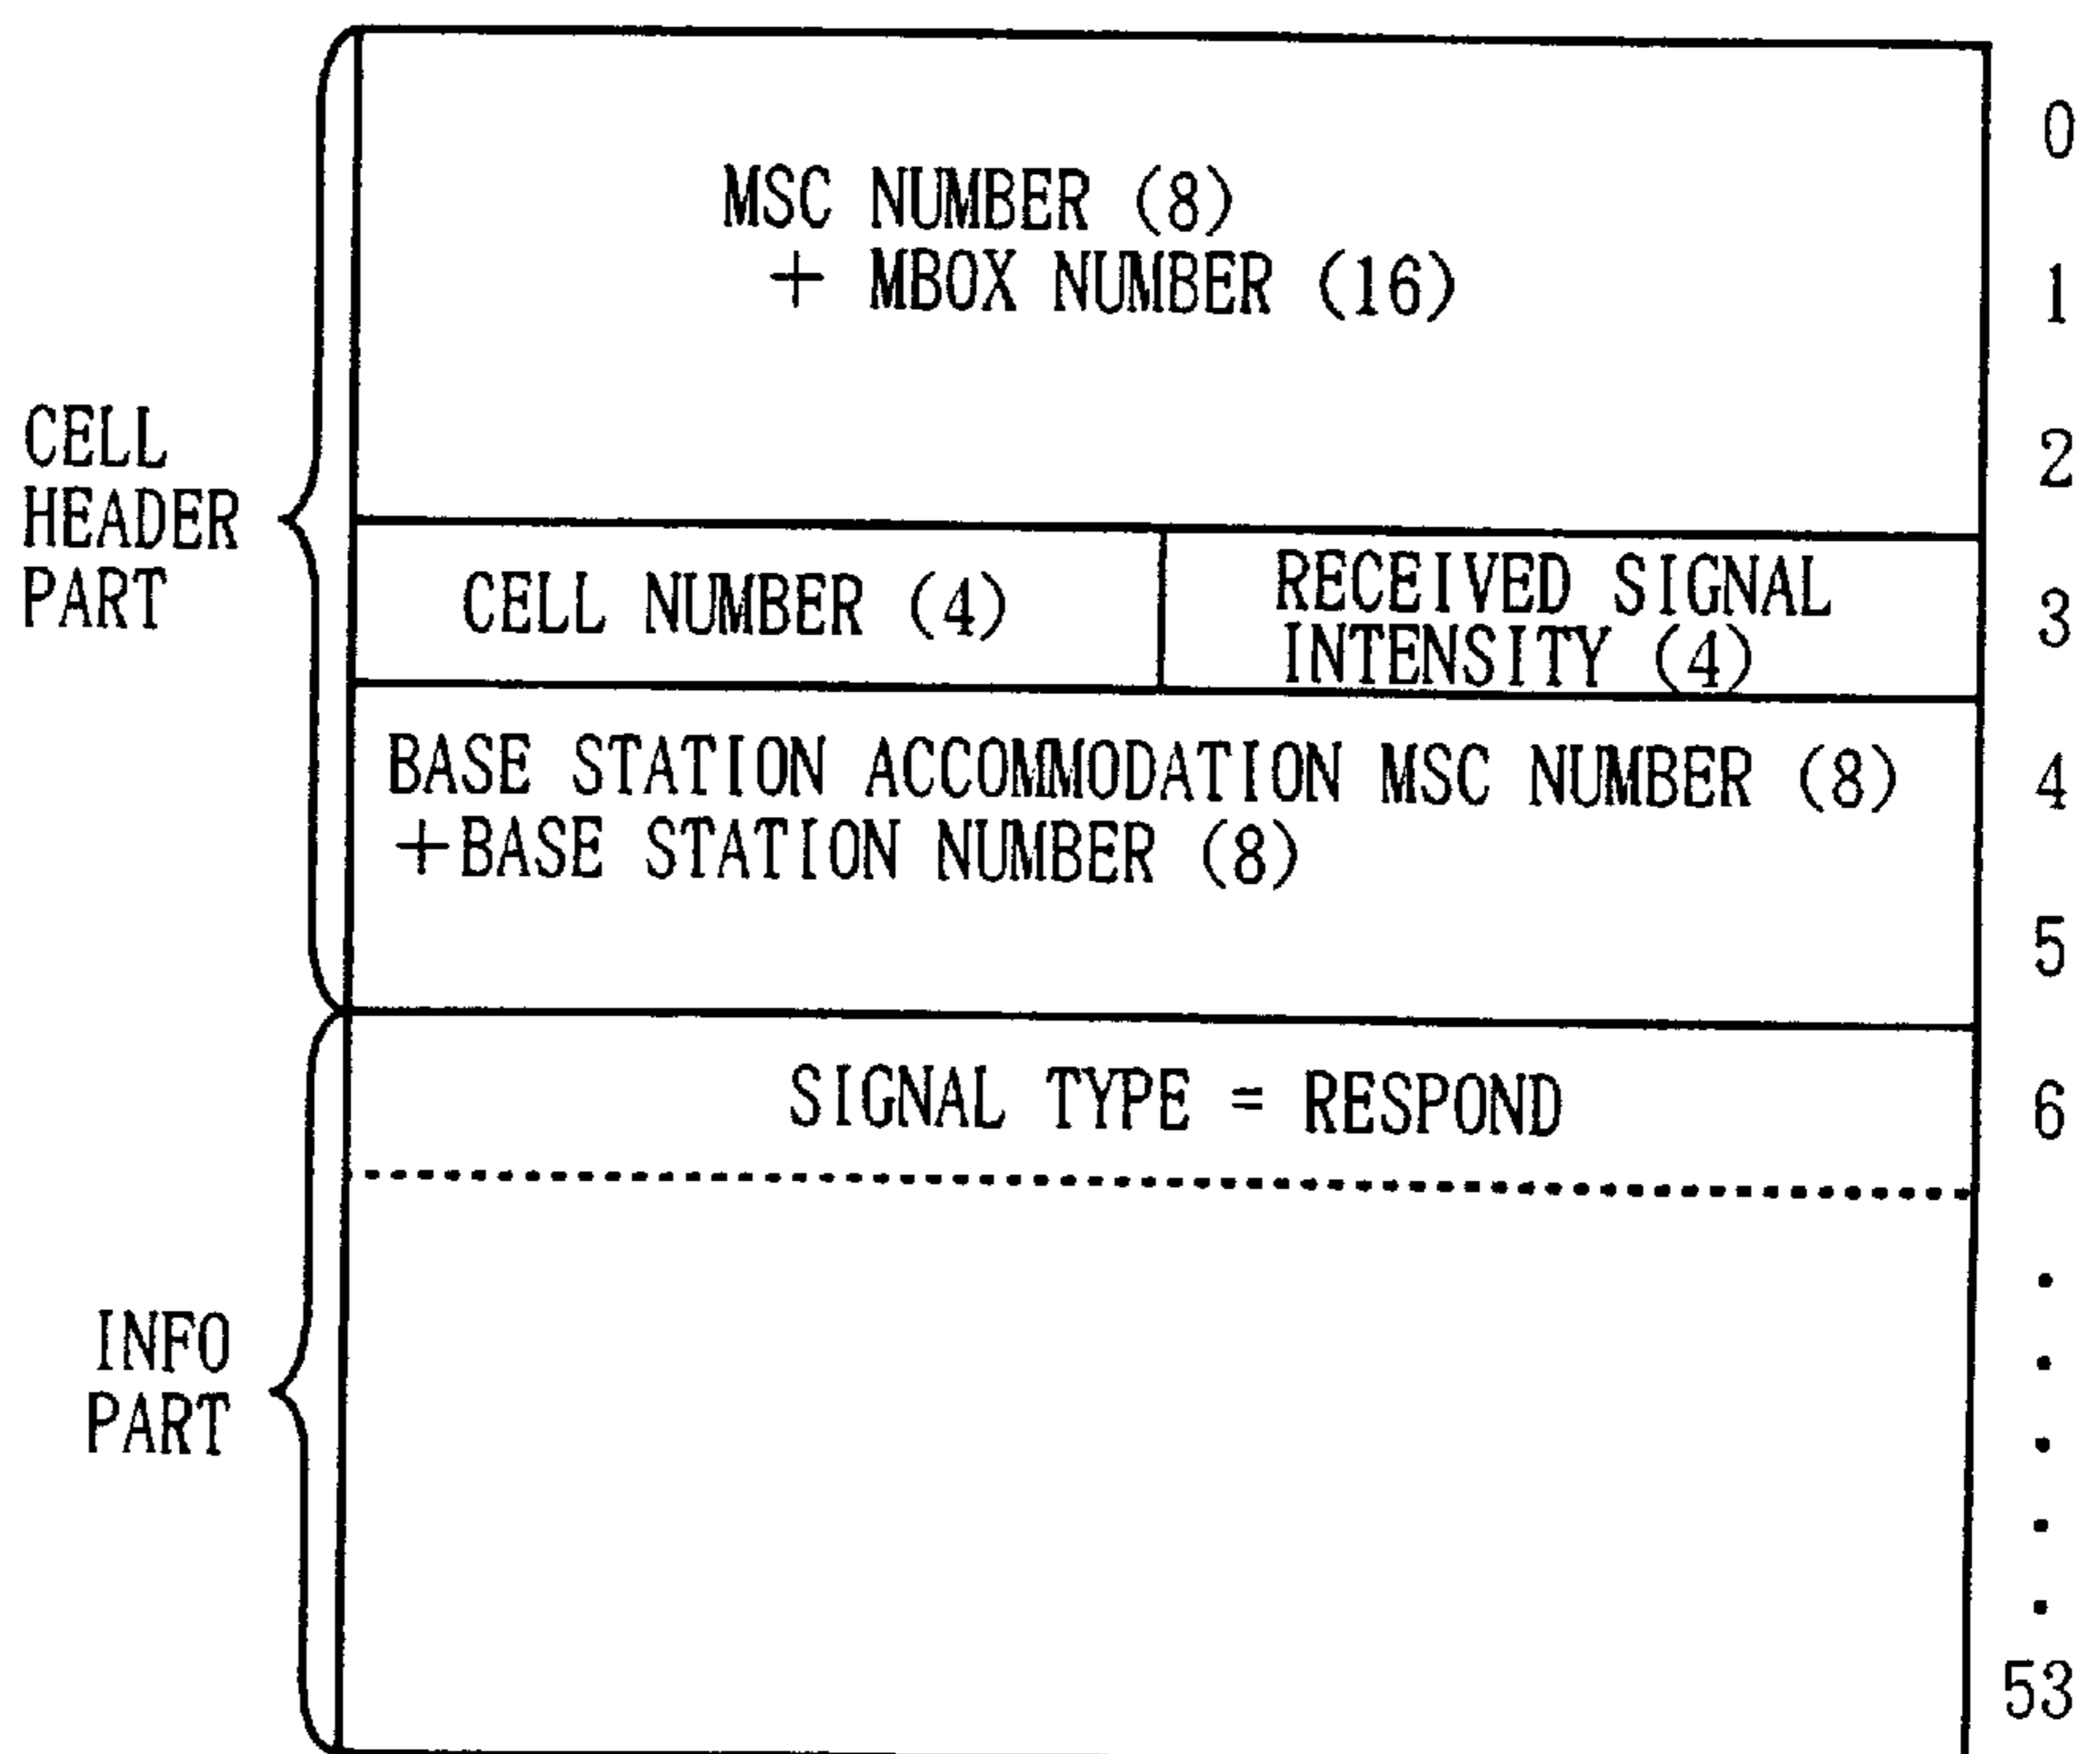 0
MSC NUMBER (8)
+ MBOX NUMBER (16)
1
2
CELL
HEADER
PART
CELL NUMBER (4)
RECEIVED SIGNAL
INTENSITY (4)
3
BASE STATION ACCOMMODATION MSC NUMBER (8)
+BASE STATION NUMBER (8)
4
5
SIGNAL TYPE = RESPOND
6
INFO
PART
53